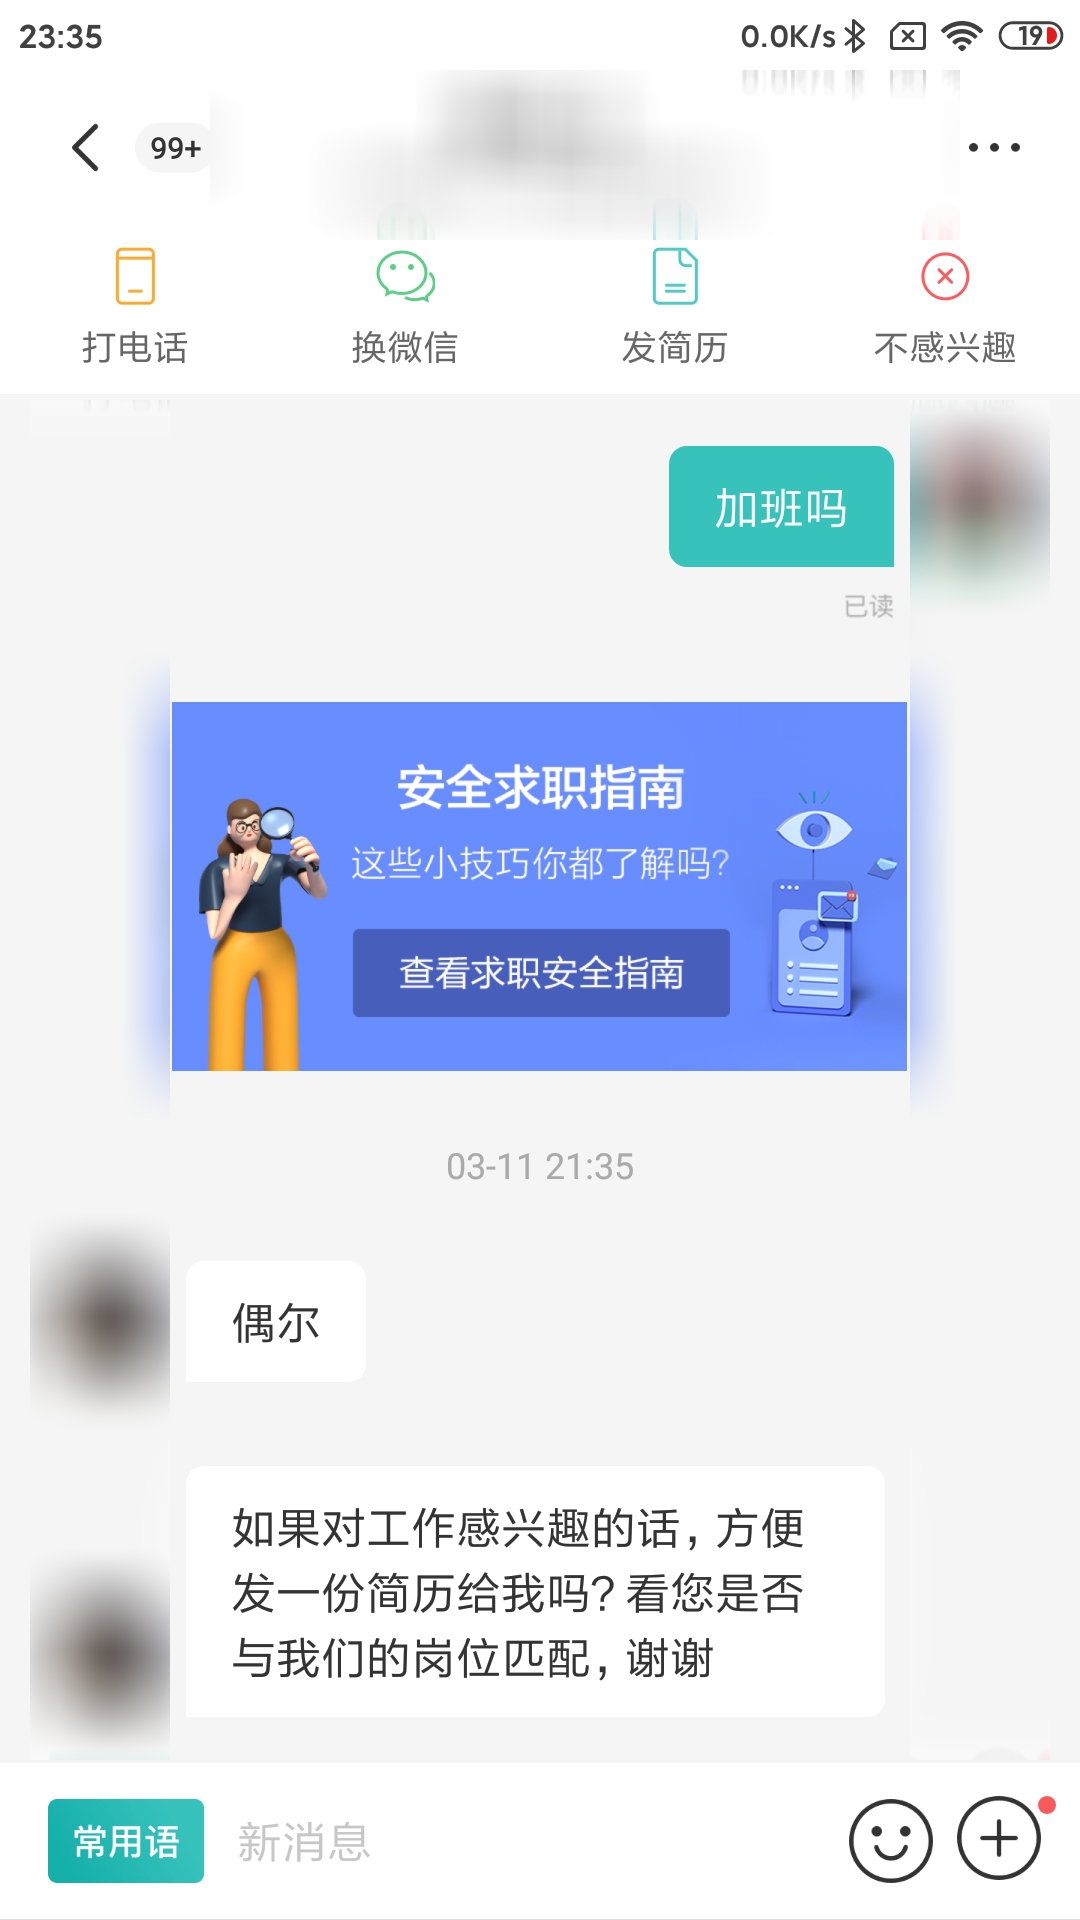 23:35
0.0K/s
19
99+
打电话
换微信
发简历
不感兴趣
加班吗
已读
安全求职指南
这些小技巧你都了解吗?
查看求职安全指南
03-11 21:35
偶尔
如果对工作感兴趣的话，方便
发一份简历给我吗？看您是否
与我们的岗位匹配，谢谢
常用语
新消息